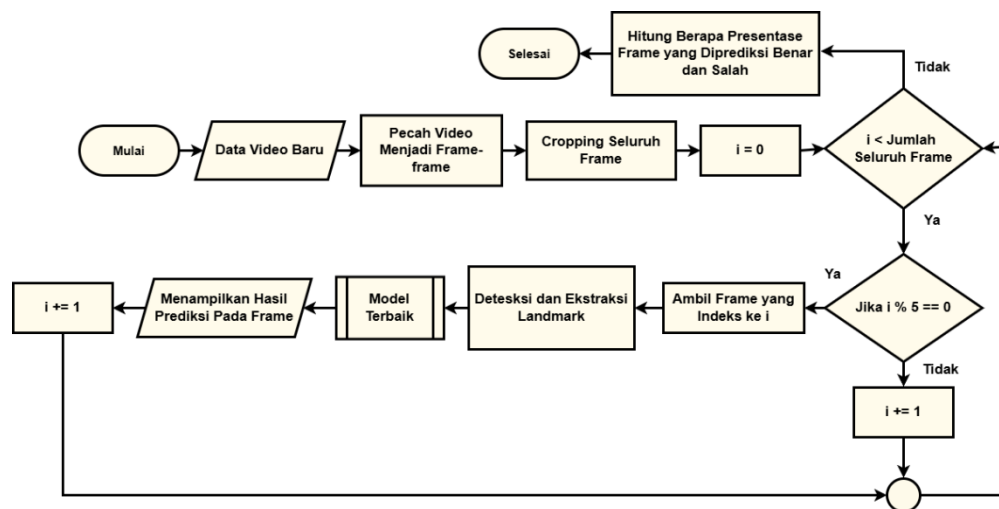 Hitung Berapa Presentase
Frame yang Diprediksi Benar
dan Salah
Selesai
Tidak
Mulai
Data Video Baru
Pecah Video
Menjadi Frame-
frame
Cropping Seluruh
Frame
i = 0
i < Jumlah
Seluruh Frame
Ya
Ya
Jika i % 5 == 0
Ambil Frame yang
Indeks ke i
Detesksi dan Ekstraksi
Landmark
Model
Terbaik
Menampilkan Hasil
Prediksi Pada Frame
i += 1
Tidak
i += 1